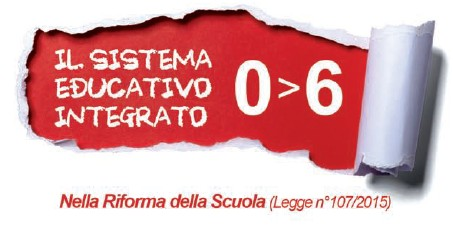 IL SISTEMA
EDUCATIVO
INTEGRATO
0>6
Nella Riforma della Scuola (Legge n°107/2015)